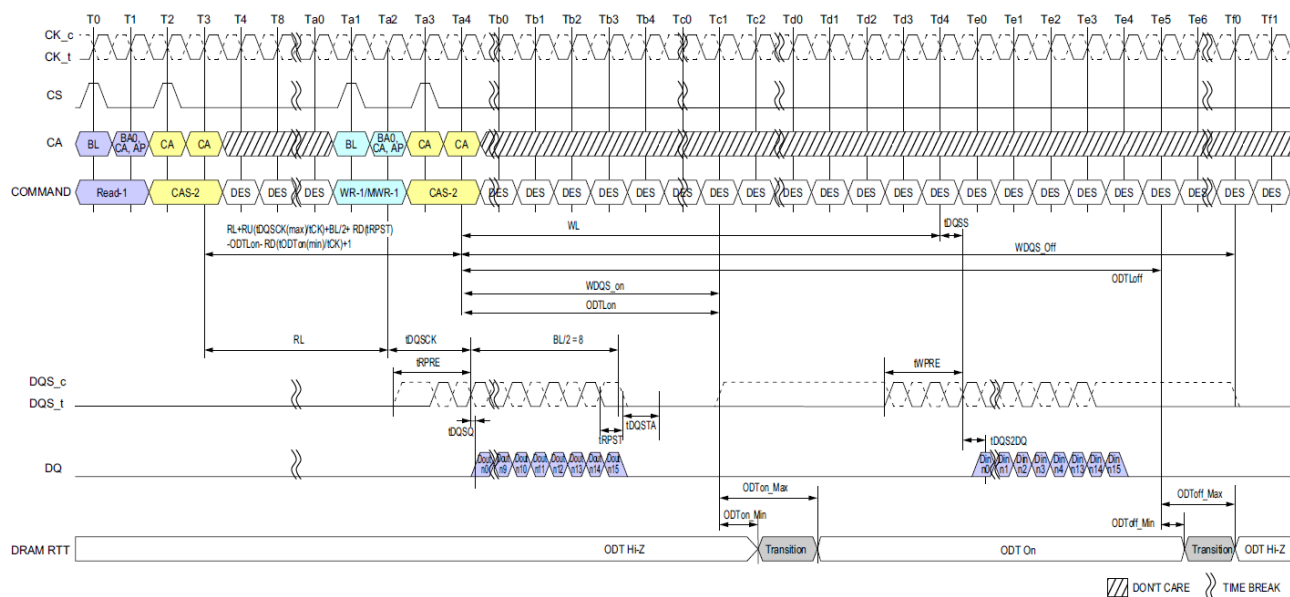 T0 T1 T2 T3 T4 T8 Ta0 Ta1 Ta2 Ta3 Ta4 Tb0 Tb1 Tb2 Tb3 Tb4 Tc0 Tc1 Tc2 Td0 Td1 Td2 Td3 Td4 Te0 Te1 Te2 Te3 Te4 Te5 Te6 Tf0 Tf1
CK_c
CK_t
CS
CA BL BA0, CA, AP CA CA BL BA0, CA, AP CA CA
COMMAND Read-1 CAS-2 DES DES DES WR-1/MWR-1 CAS-2 DES DES DES DES DES DES DES DES DES DES DES DES DES DES DES DES DES DES DES DES DES DES
RL+RU(tDQSCK(max)/tCK)+BL/2+ RD(tRPST)
-ODTLon- RD(tODTon(min)/tCK)+1
WL tDQSS
WDQS_Off
ODTLoff
WDQS_on
ODTLon
RL tDQSCK BL/2 = 8
tRPRE tWPRE
DQS_c
DQS_t
tDQSQ tRPST tDQSTA tDQS2DQ
DQ Dout n0 Dout n9 Dout n10 Dout n11 Dout n12 Dout n13 Dout n14 Dout n15 Din n0 Din n1 Din n2 Din n3 Din n4 Din n13 Din n14 Din n15
ODTon_Max ODToff_Max
ODTon_Min ODToff_Min
DRAM RTT ODT Hi-Z Transition ODT On Transition ODT Hi-Z
DON'T CARE TIME BREAK